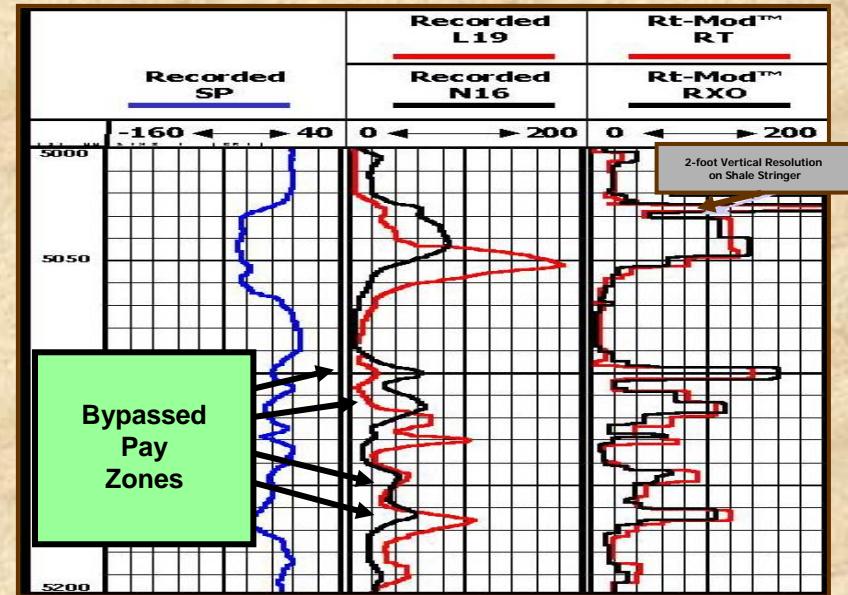 Recorded
L19
Rt-Mod™
RT
Recorded
SP
Recorded
N16
Rt-Mod™
RXO
-160
40
0
200
0
200
5000
2-foot Vertical Resolution
on Shale Stringer
5050
Bypassed
Pay
Zones
5200